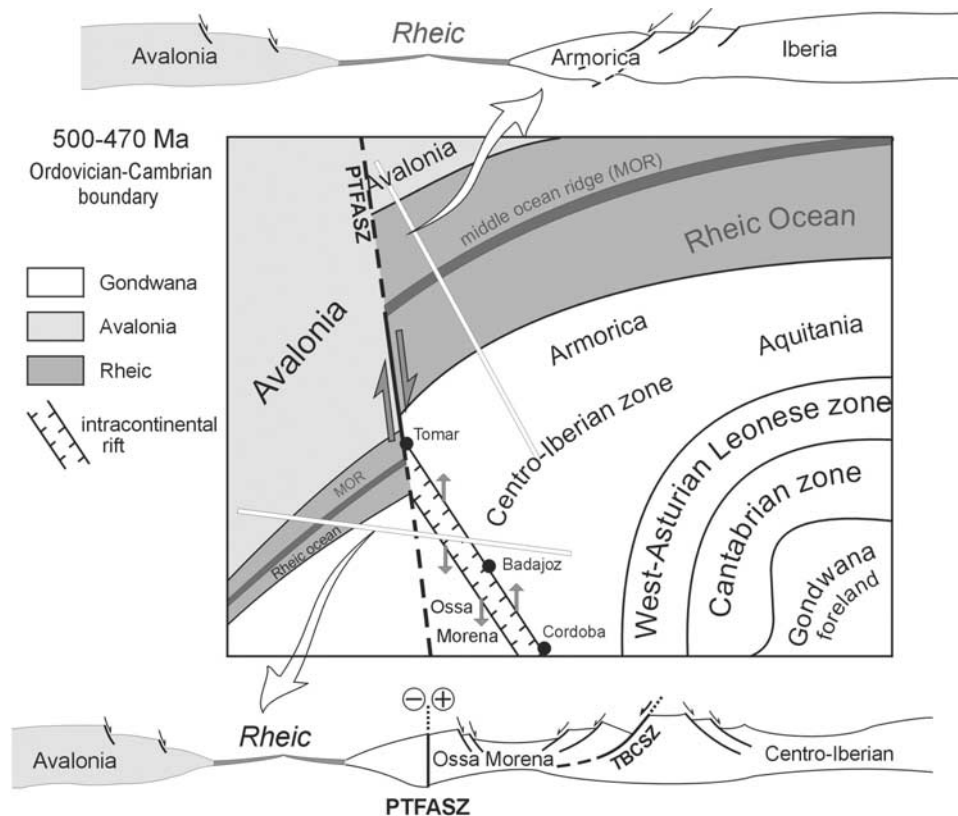 Rheic
Avalonia
Armorica
Iberia
500-470 Ma
Ordovician-Cambrian
boundary
Gondwana
Avalonia
Rheic
intracontinental
rift
PTFASZ
Avalonia
middle ocean ridge (MOR)
Rheic Ocean
Avalonia
Armorica
Aquitania
Centro-Iberian zone
West-Asturian Leonese zone
Cantabrian zone
Gondwana
foreland
Tomar
MOR
Rheic ocean
Badajoz
Ossa
Morena
Cordoba
Rheic
Avalonia
− +
Ossa Morena
TBCSZ
Centro-Iberian
PTFASZ